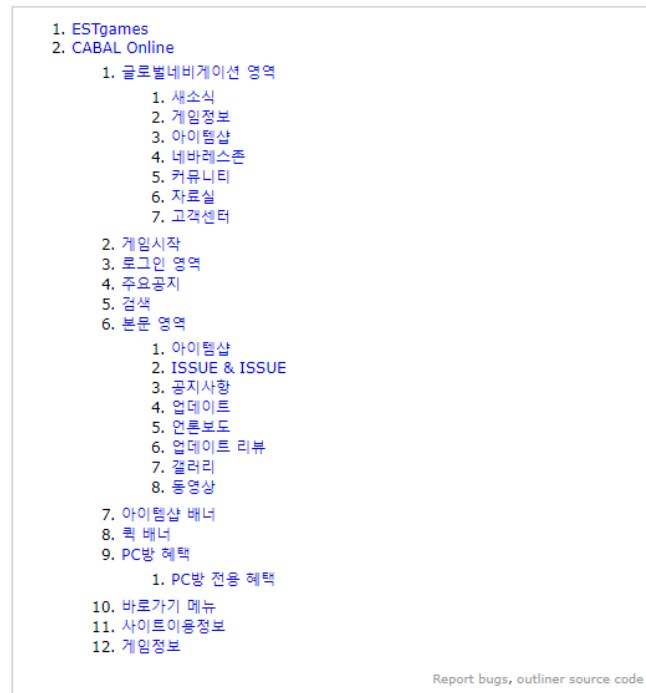 1. ESTgames
2. CABAL Online
1. 글로벌네비게이션 영역
1. 새소식
2. 게임정보
3. 아이템샵
4. 네바레스존
5. 커뮤니티
6. 자료실
7. 고객센터
2. 게임시작
3. 로그인 영역
4. 주요공지
5. 검색
6. 본문 영역
1. 아이템샵
2. ISSUE & ISSUE
3. 공지사항
4. 업데이트
5. 언론보도
6. 업데이트 리뷰
7. 갤러리
8. 동영상
7. 아이템샵 배너
8. 퀵 배너
9. PC방 혜택
1. PC방 전용 혜택
10. 바로가기 메뉴
11. 사이트이용정보
12. 게임정보
Report bugs, outliner source code